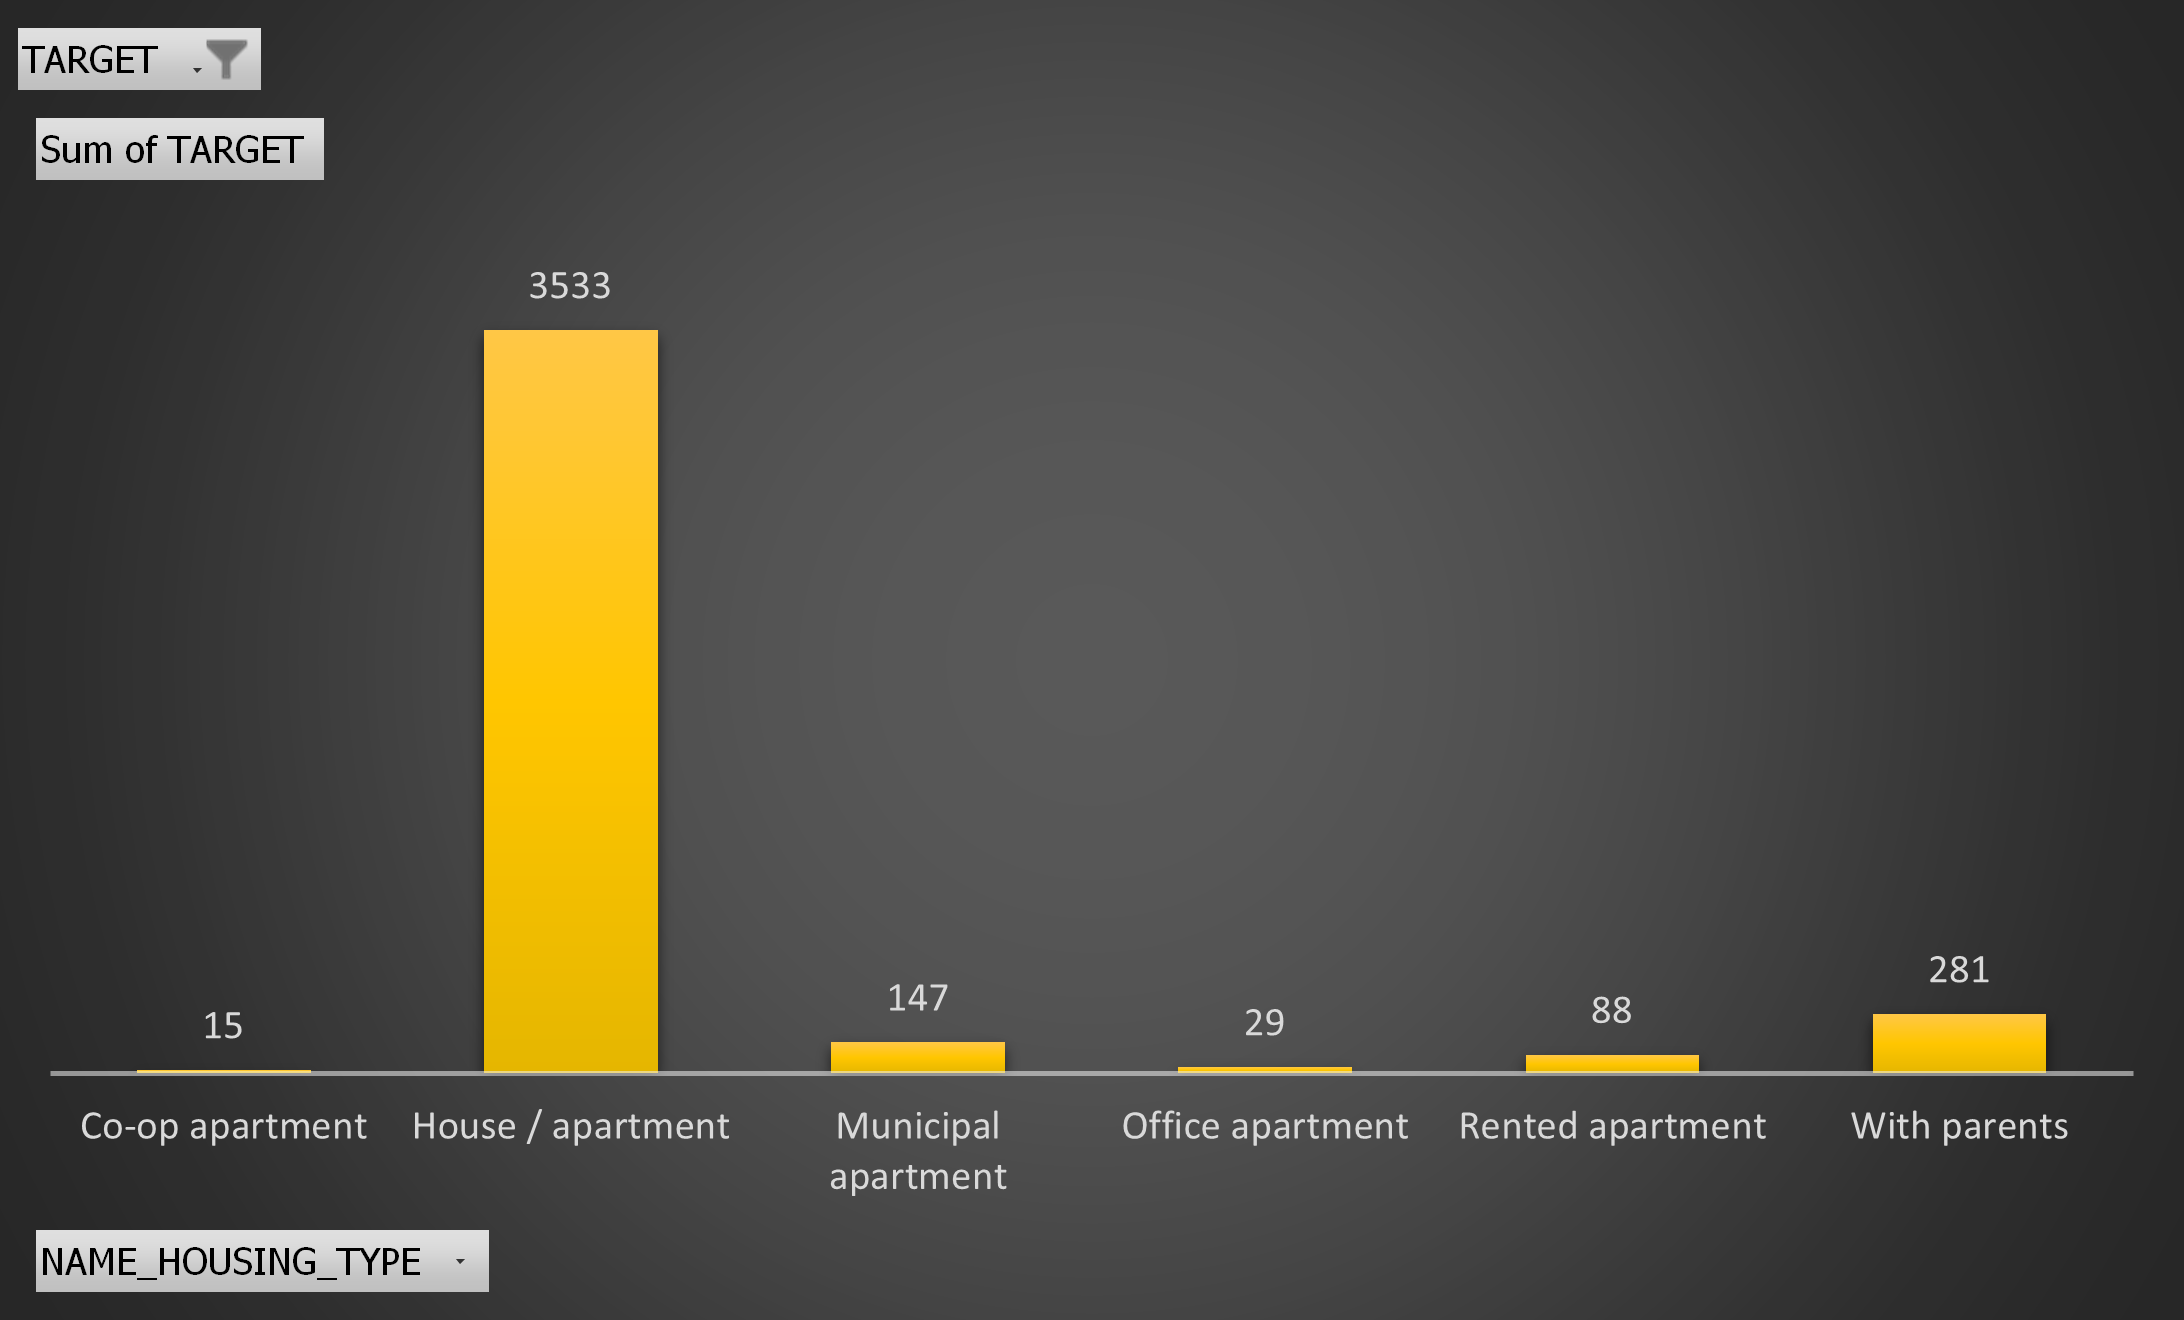 TARGET
Sum of TARGET
3533
15
147
29
88
281
Co-op apartment
House / apartment
Municipal
apartment
Office apartment
Rented apartment
With parents
NAME_HOUSING_TYPE